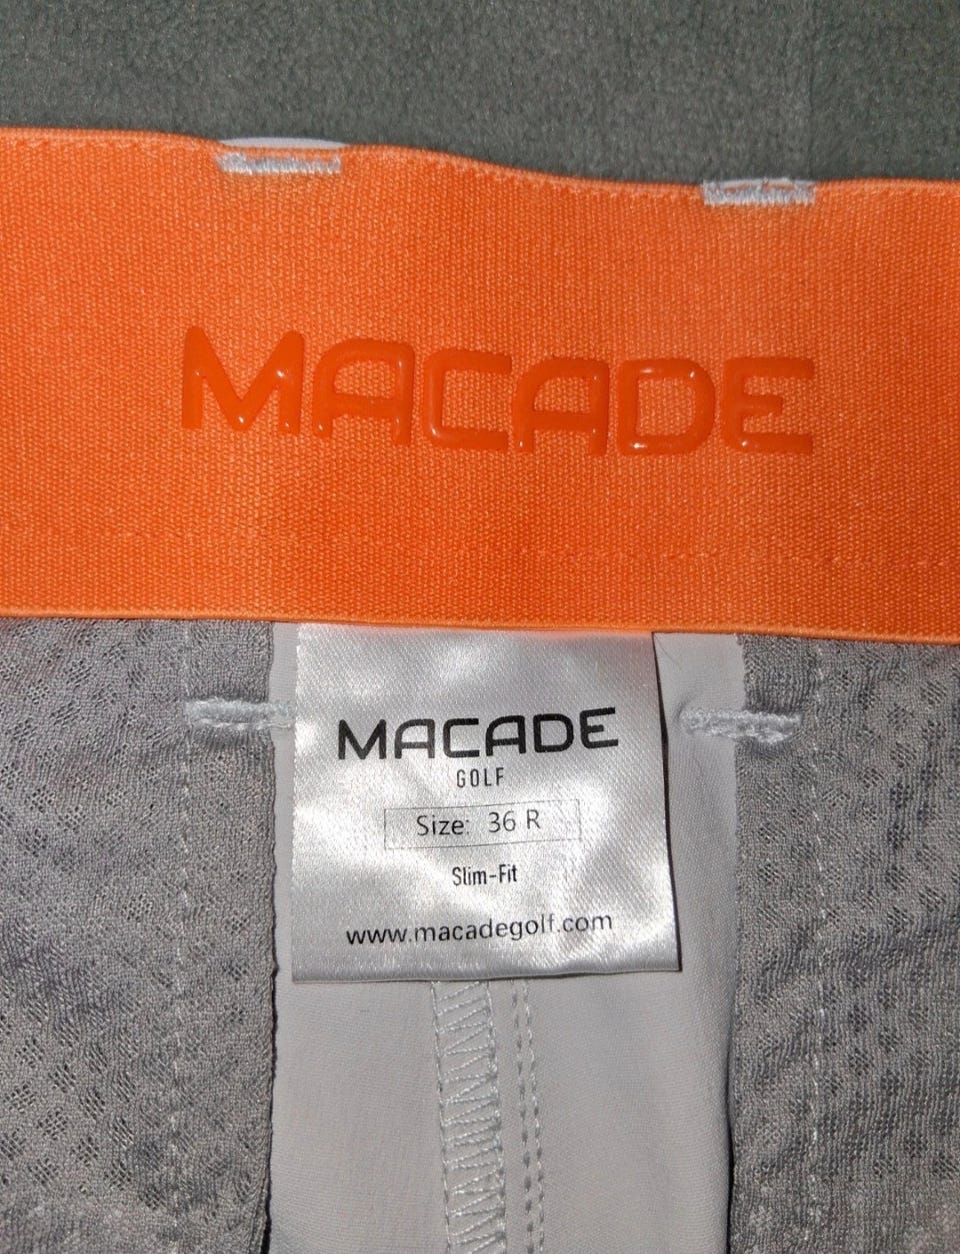 MACADE
MACADE
GOLF
Size: 36 R
Slim-Fit
www.macadegolf.com